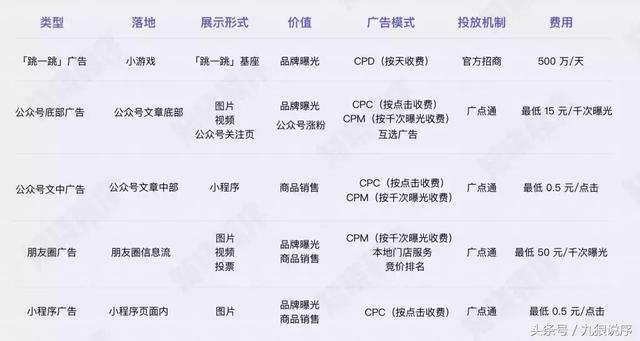 类型 落地 展示形式 价值 广告模式 投放机制 费用
「跳一跳」广告 小游戏 「跳一跳」基座 品牌曝光 CPD（按天收费） 官方招商 500 万/天
公众号底部广告 公众号文章底部 图片 视频 公众号关注页 品牌曝光 公众号涨粉 CPC（按点击收费） CPM（按千次曝光收费） 互选广告 广点通 最低 15 元/千次曝光
公众号文中广告 公众号文章中部 小程序 商品销售 CPC（按点击收费） CPM（按千次曝光收费） 广点通 最低 0.5 元/点击
朋友圈广告 朋友圈信息流 图片 视频 投票 品牌曝光 商品销售 CPM（按千次曝光收费） 本地门店服务 竞价排名 广点通 最低 50 元/千次曝光
小程序广告 小程序页面内 图片 品牌曝光 商品销售 CPC（按点击收费） 广点通 最低 0.5 元/点击
头条号 / 九狼说序